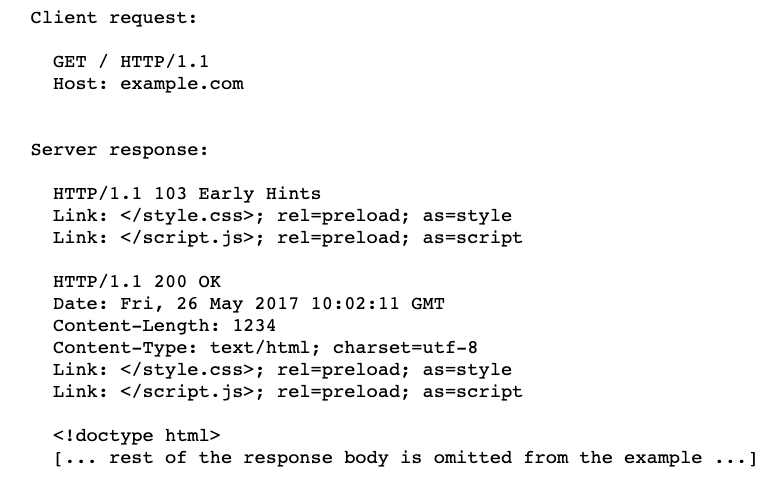 Client request:
GET / HTTP/1.1
Host: example.com
Server response:
HTTP/1.1 103 Early Hints
Link: </style.css>; rel=preload; as=style
Link: </script.js>; rel=preload; as=script
HTTP/1.1 200 OK
Date: Fri, 26 May 2017 10:02:11 GMT
Content-Length: 1234
Content-Type: text/html; charset=utf-8
Link: </style.css>; rel=preload; as=style
Link: </script.js>; rel=preload; as=script
<!doctype html>
[... rest of the response body is omitted from the example ...]